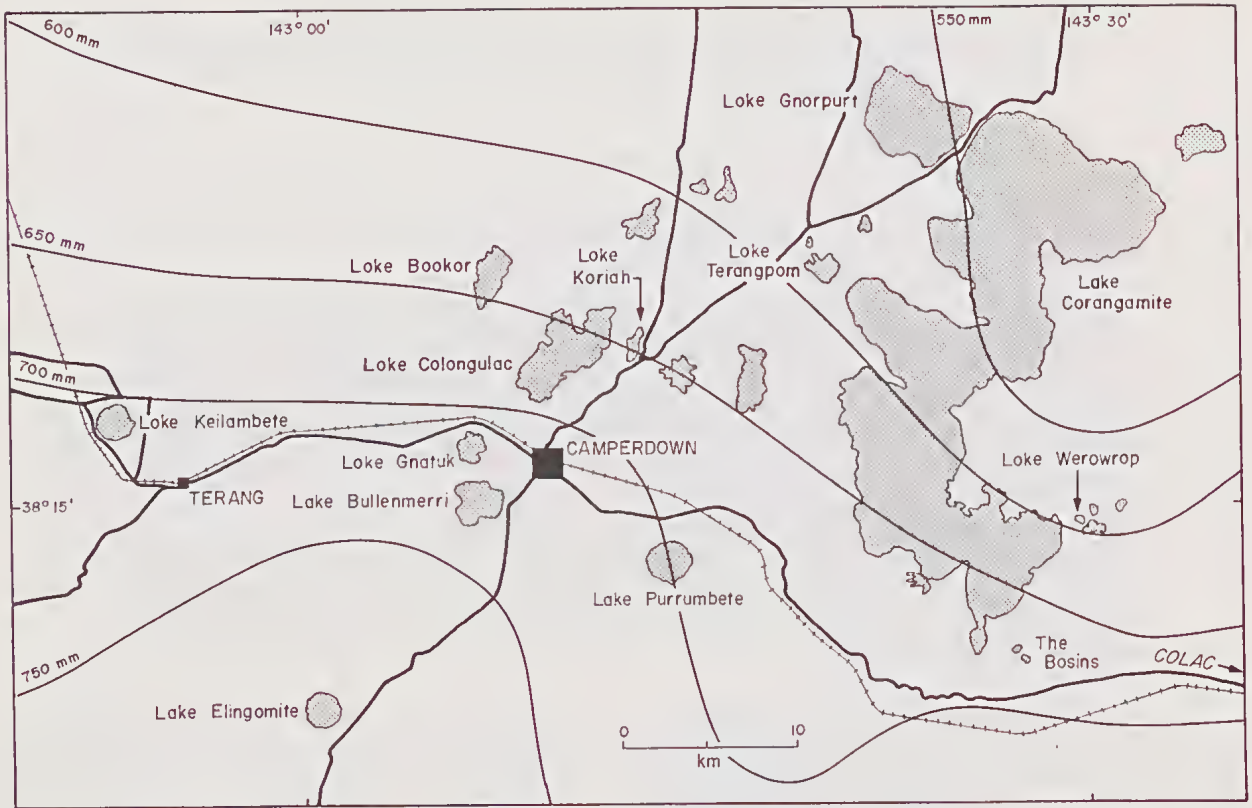 600 mm
143° 00'
550 mm
143° 30'
Loke Gnorpurt
650 mm
Loke Bookor
Loke
Koriah
Loke
Terangpom
Lake
Corangamite
Loke Colongulac
700 mm
Loke Keilambete
Loke Gnatuk
CAMPERDOWN
Loke Werowrop
TERANG
Lake Bullenmerri
38° 15'
Lake Purrumbete
750 mm
The
Bosins
COLAC
Lake Elingomite
0
10
km